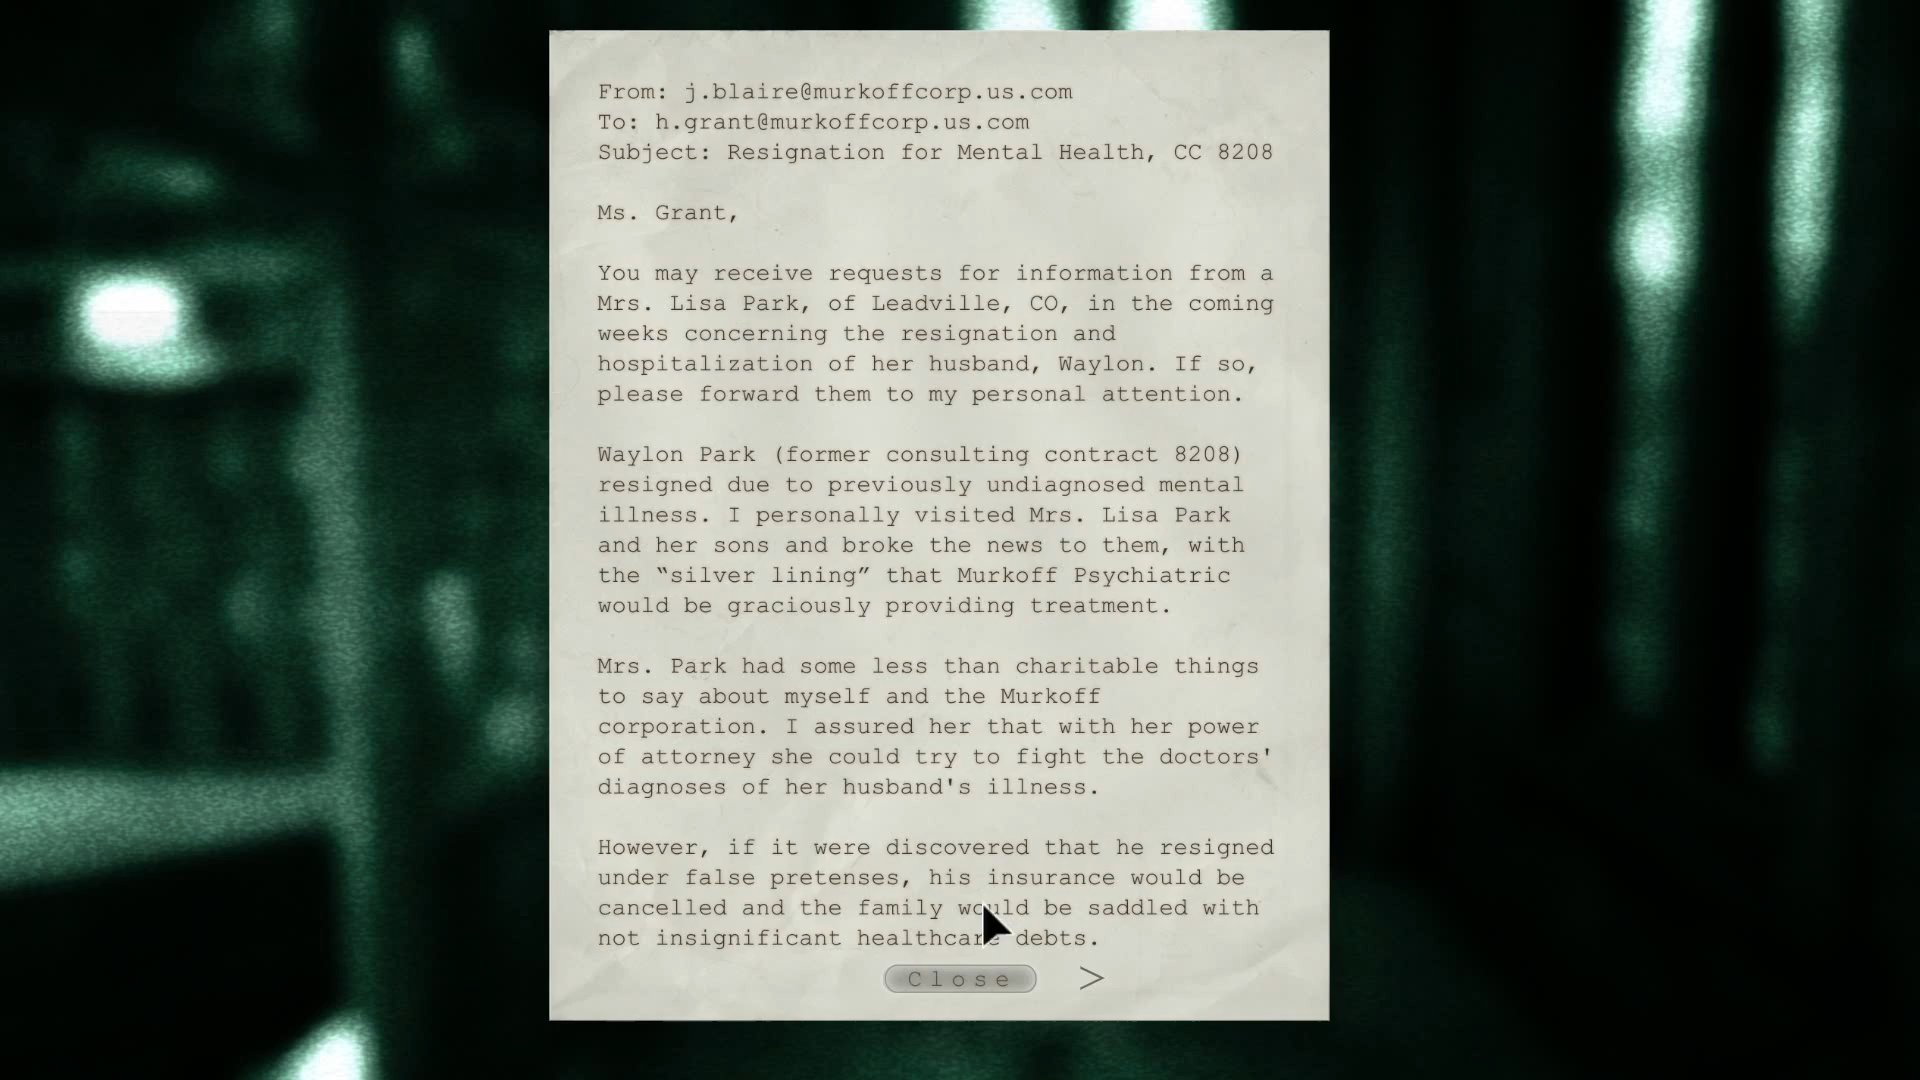 From: j.blaire@murkoffcorp.us.com
To: h.grant@murkoffcorp.us.com
Subject: Resignation for Mental Health, CC 8208
Ms. Grant,
You may receive requests for information from a
Mrs. Lisa Park, of Leadville, CO, in the coming
weeks concerning the resignation and
hospitalization of her husband, Waylon. If so,
please forward them to my personal attention.
Waylon Park (former consulting contract 8208)
resigned due to previously undiagnosed mental
illness. I personally visited Mrs. Lisa Park
and her sons and broke the news to them, with
the “silver lining” that Murkoff Psychiatric
would be graciously providing treatment.
Mrs. Park had some less than charitable things
to say about myself and the Murkoff
corporation. I assured her that with her power
of attorney she could try to fight the doctors'
diagnoses of her husband's illness.
However, if it were discovered that he resigned
under false pretenses, his insurance would be
cancelled and the family would be saddled with
not insignificant healthcare debts.
Close >